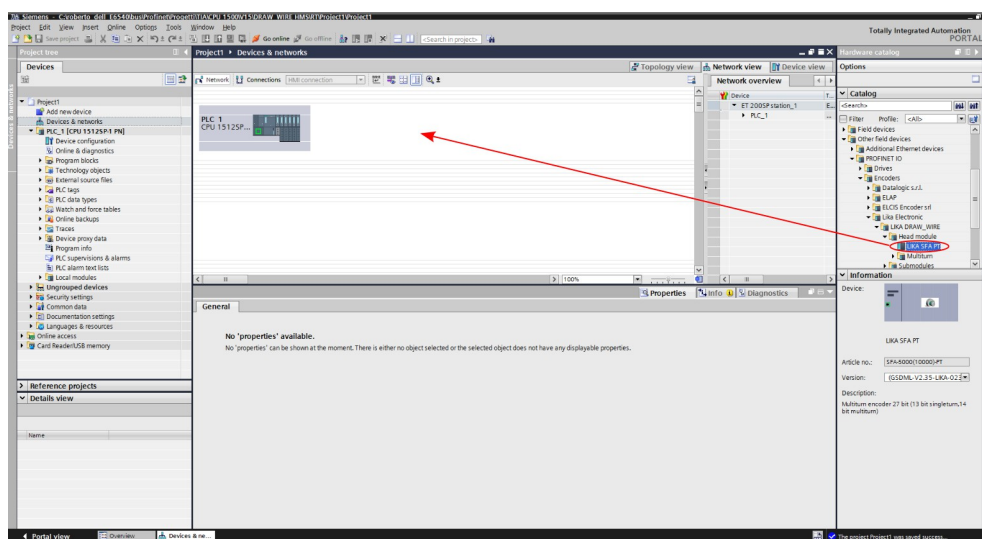 Siemens - C:\roberto_dell_E6540\bus\Profinet\Progetti\TIA\CPU 1500\V15\DRAW_WIRE HMS\RT\Project1\Project1
Project Edit View Insert Online Options Tools Window Help
Save project
Go online Go offline
<Search in project>
Totally Integrated Automation
PORTAL
Project tree
Project1 Devices & networks
Hardware catalog
Devices
Topology view Network view Device view
Options
Network Connections HMI connection
Network overview
Catalog
Device
ET 200SP station_1
PLC_1
<Search>
Filter Profile: <All>
Field devices
Other field devices
Additional Ethernet devices
PROFINET IO
Drives
Encoders
Datalogic s.r.l.
ELAP
ELCIS Encoder srl
Lika Electronic
LIKA DRAW_WIRE
Head module
LIKA SFA PT
Multiturn
Submodules
Devices & networks
Project1
Add new device
Devices & networks
PLC_1 [CPU 1512SP-1 PN]
Device configuration
Online & diagnostics
Program blocks
Technology objects
External source files
PLC tags
PLC data types
Watch and force tables
Online backups
Traces
Device proxy data
Program info
PLC supervisions & alarms
PLC alarm text lists
Local modules
Ungrouped devices
Security settings
Common data
Documentation settings
Languages & resources
Online access
Card Reader/USB memory
PLC_1
CPU 1512SP...
100%
Properties Info Diagnostics
General
No 'properties' available.
No 'properties' can be shown at the moment. There is either no object selected or the selected object does not have any displayable properties.
Reference projects
Details view
Name
Information
Device:
LIKA SFA PT
Article no.: SFA-5000(10000)-PT
Version: (GSDML-V2.35-LIKA-023
Description:
Multiturn encoder 27 bit (13 bit singleturn,14 bit multiturn)
Portal view Overview Devices & ne...
The project Project1 was saved success...